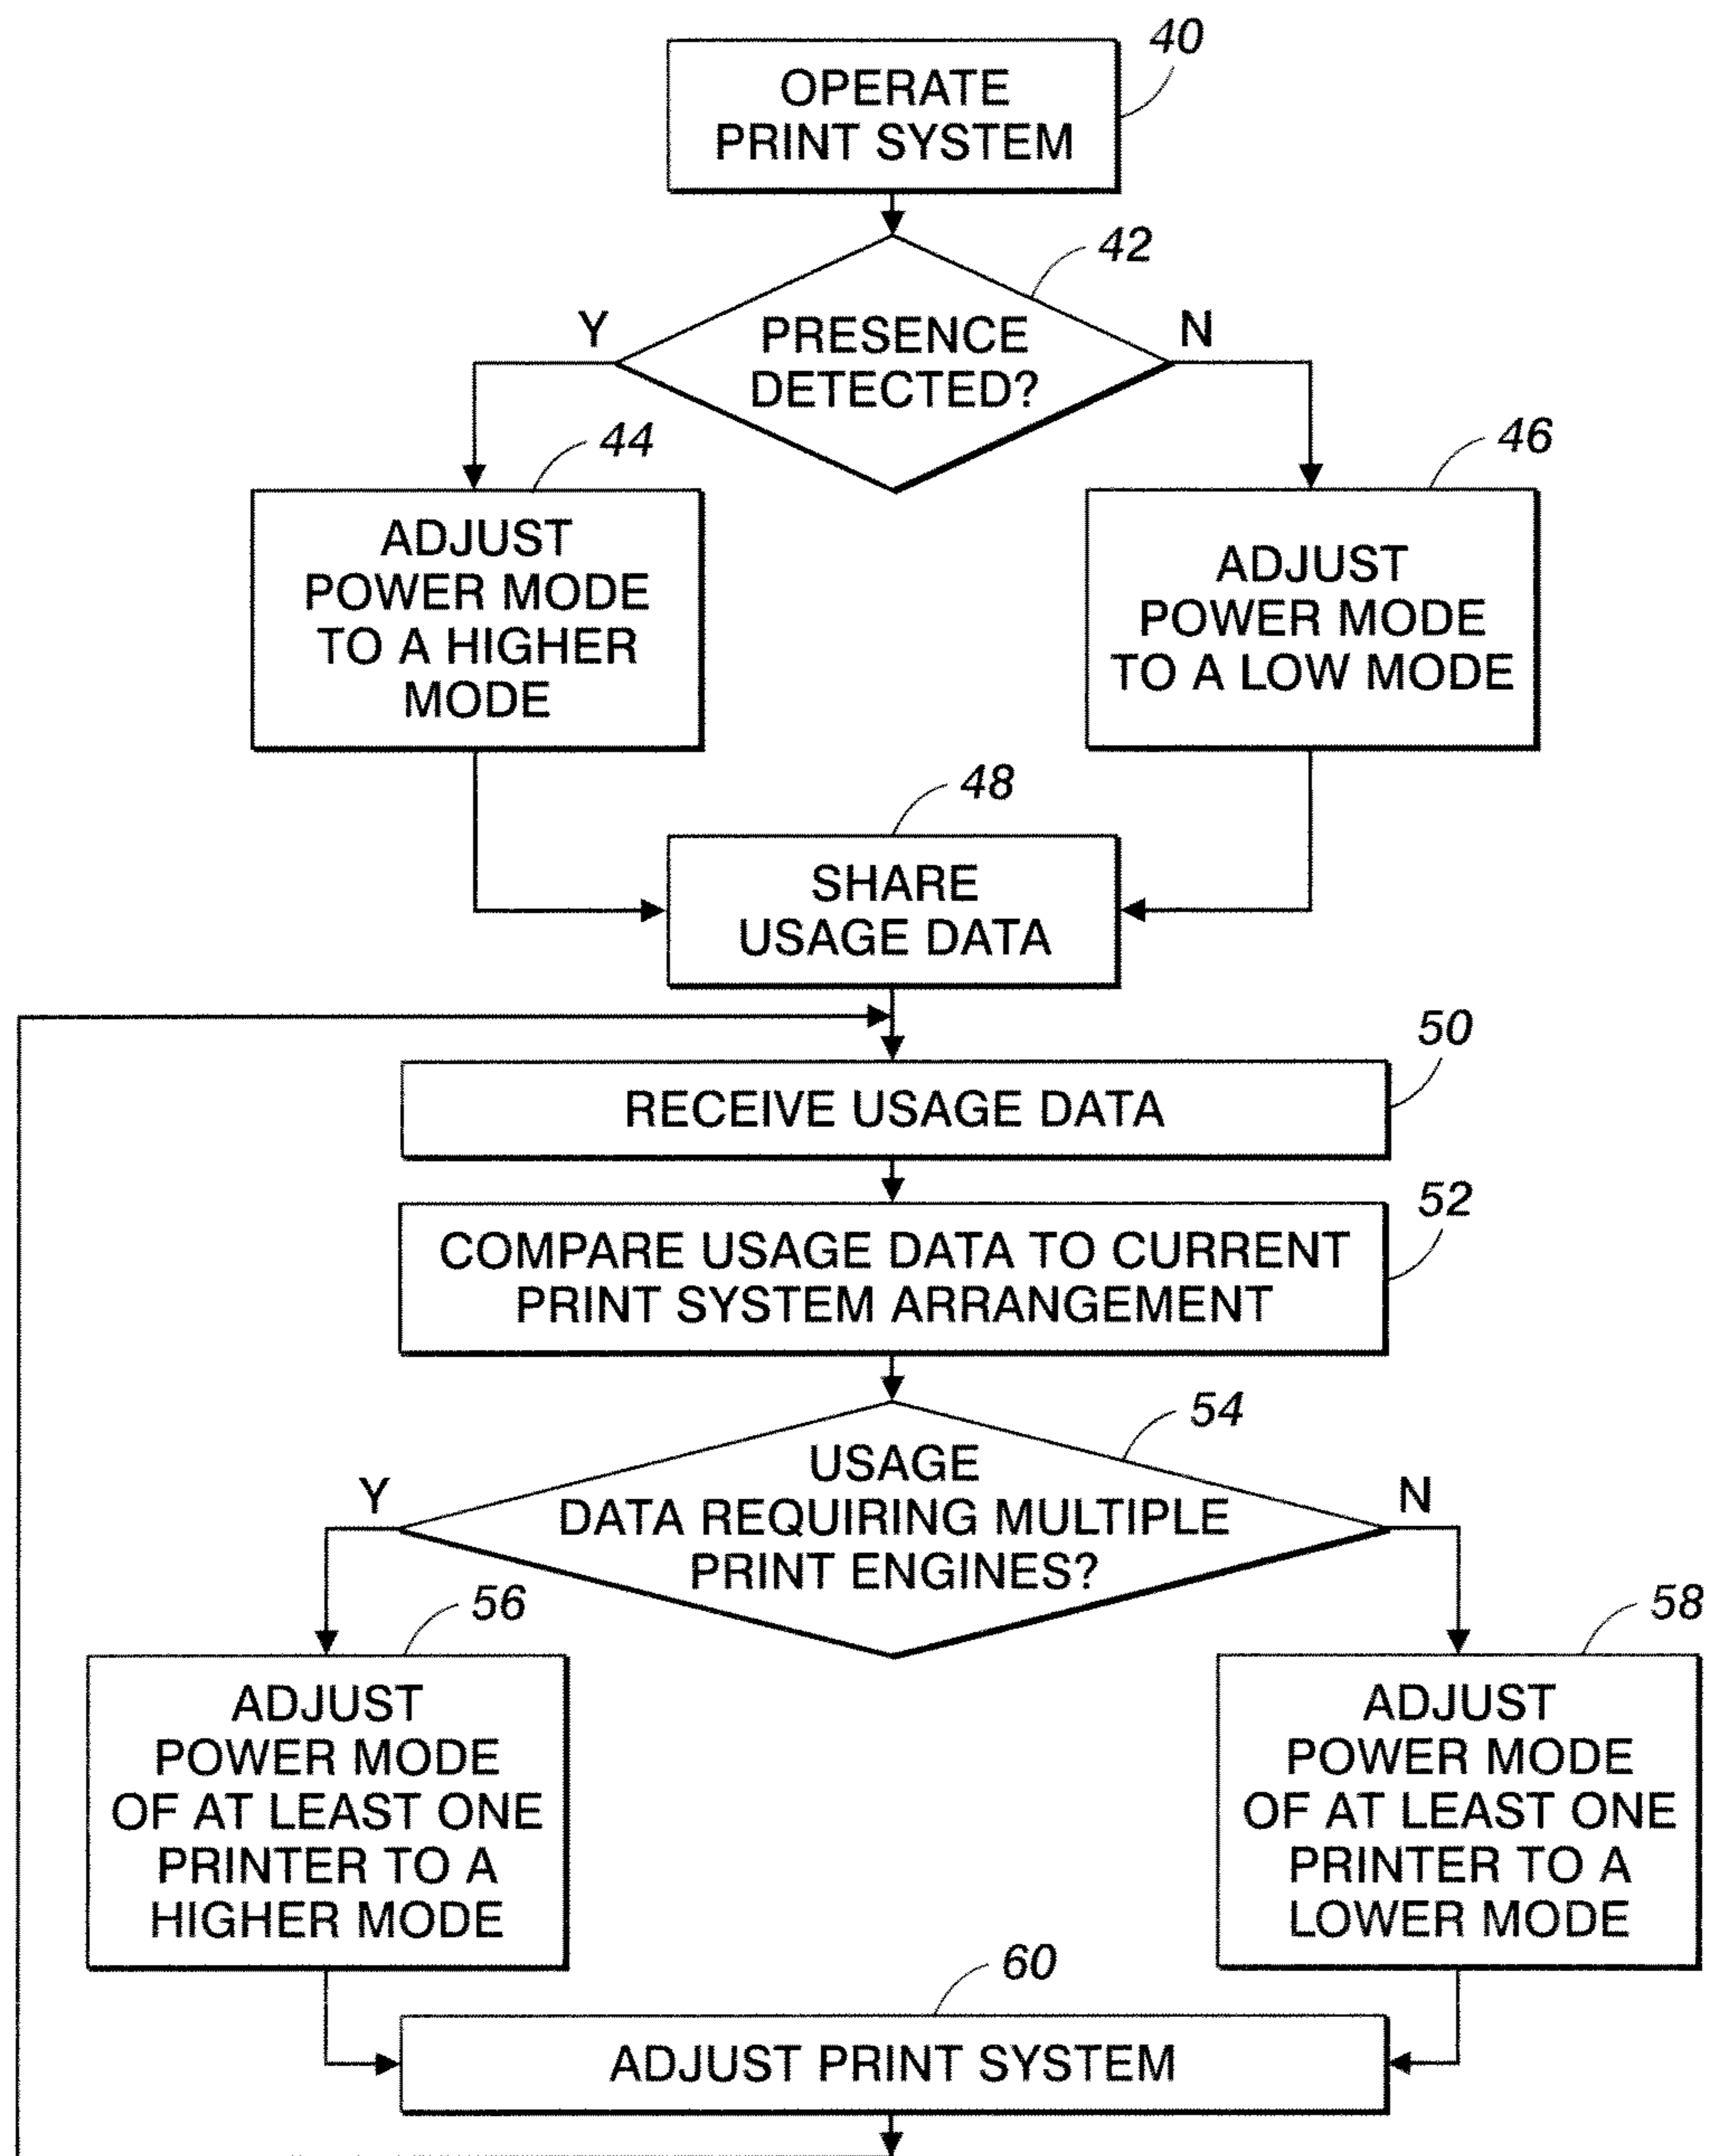 40
OPERATE
PRINT SYSTEM
42
Y
N
PRESENCE
DETECTED?
44
46
ADJUST
POWER MODE
TO A HIGHER
MODE
ADJUST
POWER MODE
TO A LOW MODE
48
SHARE
USAGE DATA
50
RECEIVE USAGE DATA
52
COMPARE USAGE DATA TO CURRENT
PRINT SYSTEM ARRANGEMENT
54
Y
N
USAGE
DATA REQUIRING MULTIPLE
PRINT ENGINES?
56
58
ADJUST
POWER MODE
OF AT LEAST ONE
PRINTER TO A
HIGHER MODE
ADJUST
POWER MODE
OF AT LEAST ONE
PRINTER TO A
LOWER MODE
60
ADJUST PRINT SYSTEM